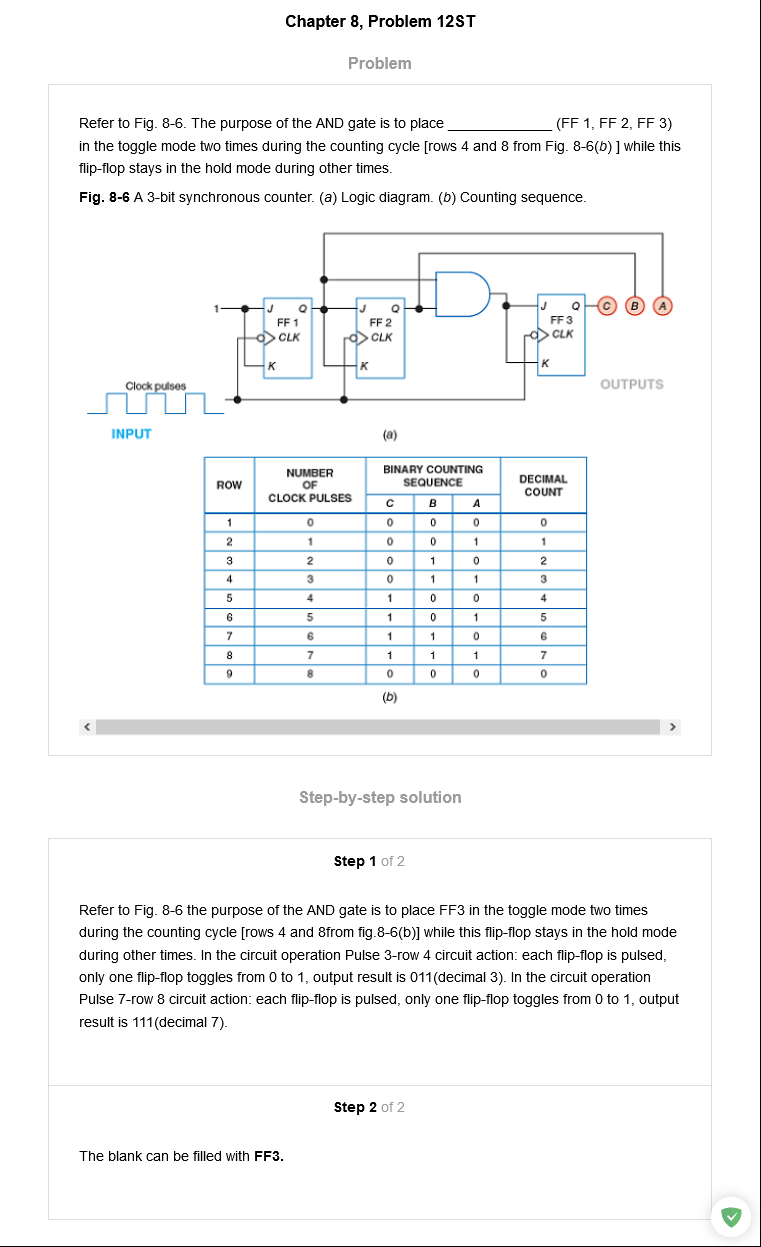 Chapter 8, Problem 12ST
Problem
Refer to Fig. 8-6. The purpose of the AND gate is to place _____________ (FF 1, FF 2, FF 3)
in the toggle mode two times during the counting cycle [rows 4 and 8 from Fig. 8-6(b) ] while this
flip-flop stays in the hold mode during other times.
Fig. 8-6 A 3-bit synchronous counter. (a) Logic diagram. (b) Counting sequence.
1
J Q
FF 1
CLK
K
J Q
FF 2
CLK
K
J Q
FF 3
CLK
K
C B A
OUTPUTS
Clock pulses
INPUT
(a)
ROW NUMBER OF CLOCK PULSES BINARY COUNTING SEQUENCE DECIMAL COUNT
C B A
1 0 0 0 0 0
2 1 0 0 1 1
3 2 0 1 0 2
4 3 0 1 1 3
5 4 1 0 0 4
6 5 1 0 1 5
7 6 1 1 0 6
8 7 1 1 1 7
9 8 0 0 0 0
(b)
Step-by-step solution
Step 1 of 2
Refer to Fig. 8-6 the purpose of the AND gate is to place FF3 in the toggle mode two times
during the counting cycle [rows 4 and 8from fig.8-6(b)] while this flip-flop stays in the hold mode
during other times. In the circuit operation Pulse 3-row 4 circuit action: each flip-flop is pulsed,
only one flip-flop toggles from 0 to 1, output result is 011(decimal 3). In the circuit operation
Pulse 7-row 8 circuit action: each flip-flop is pulsed, only one flip-flop toggles from 0 to 1, output
result is 111(decimal 7).
Step 2 of 2
The blank can be filled with FF3.